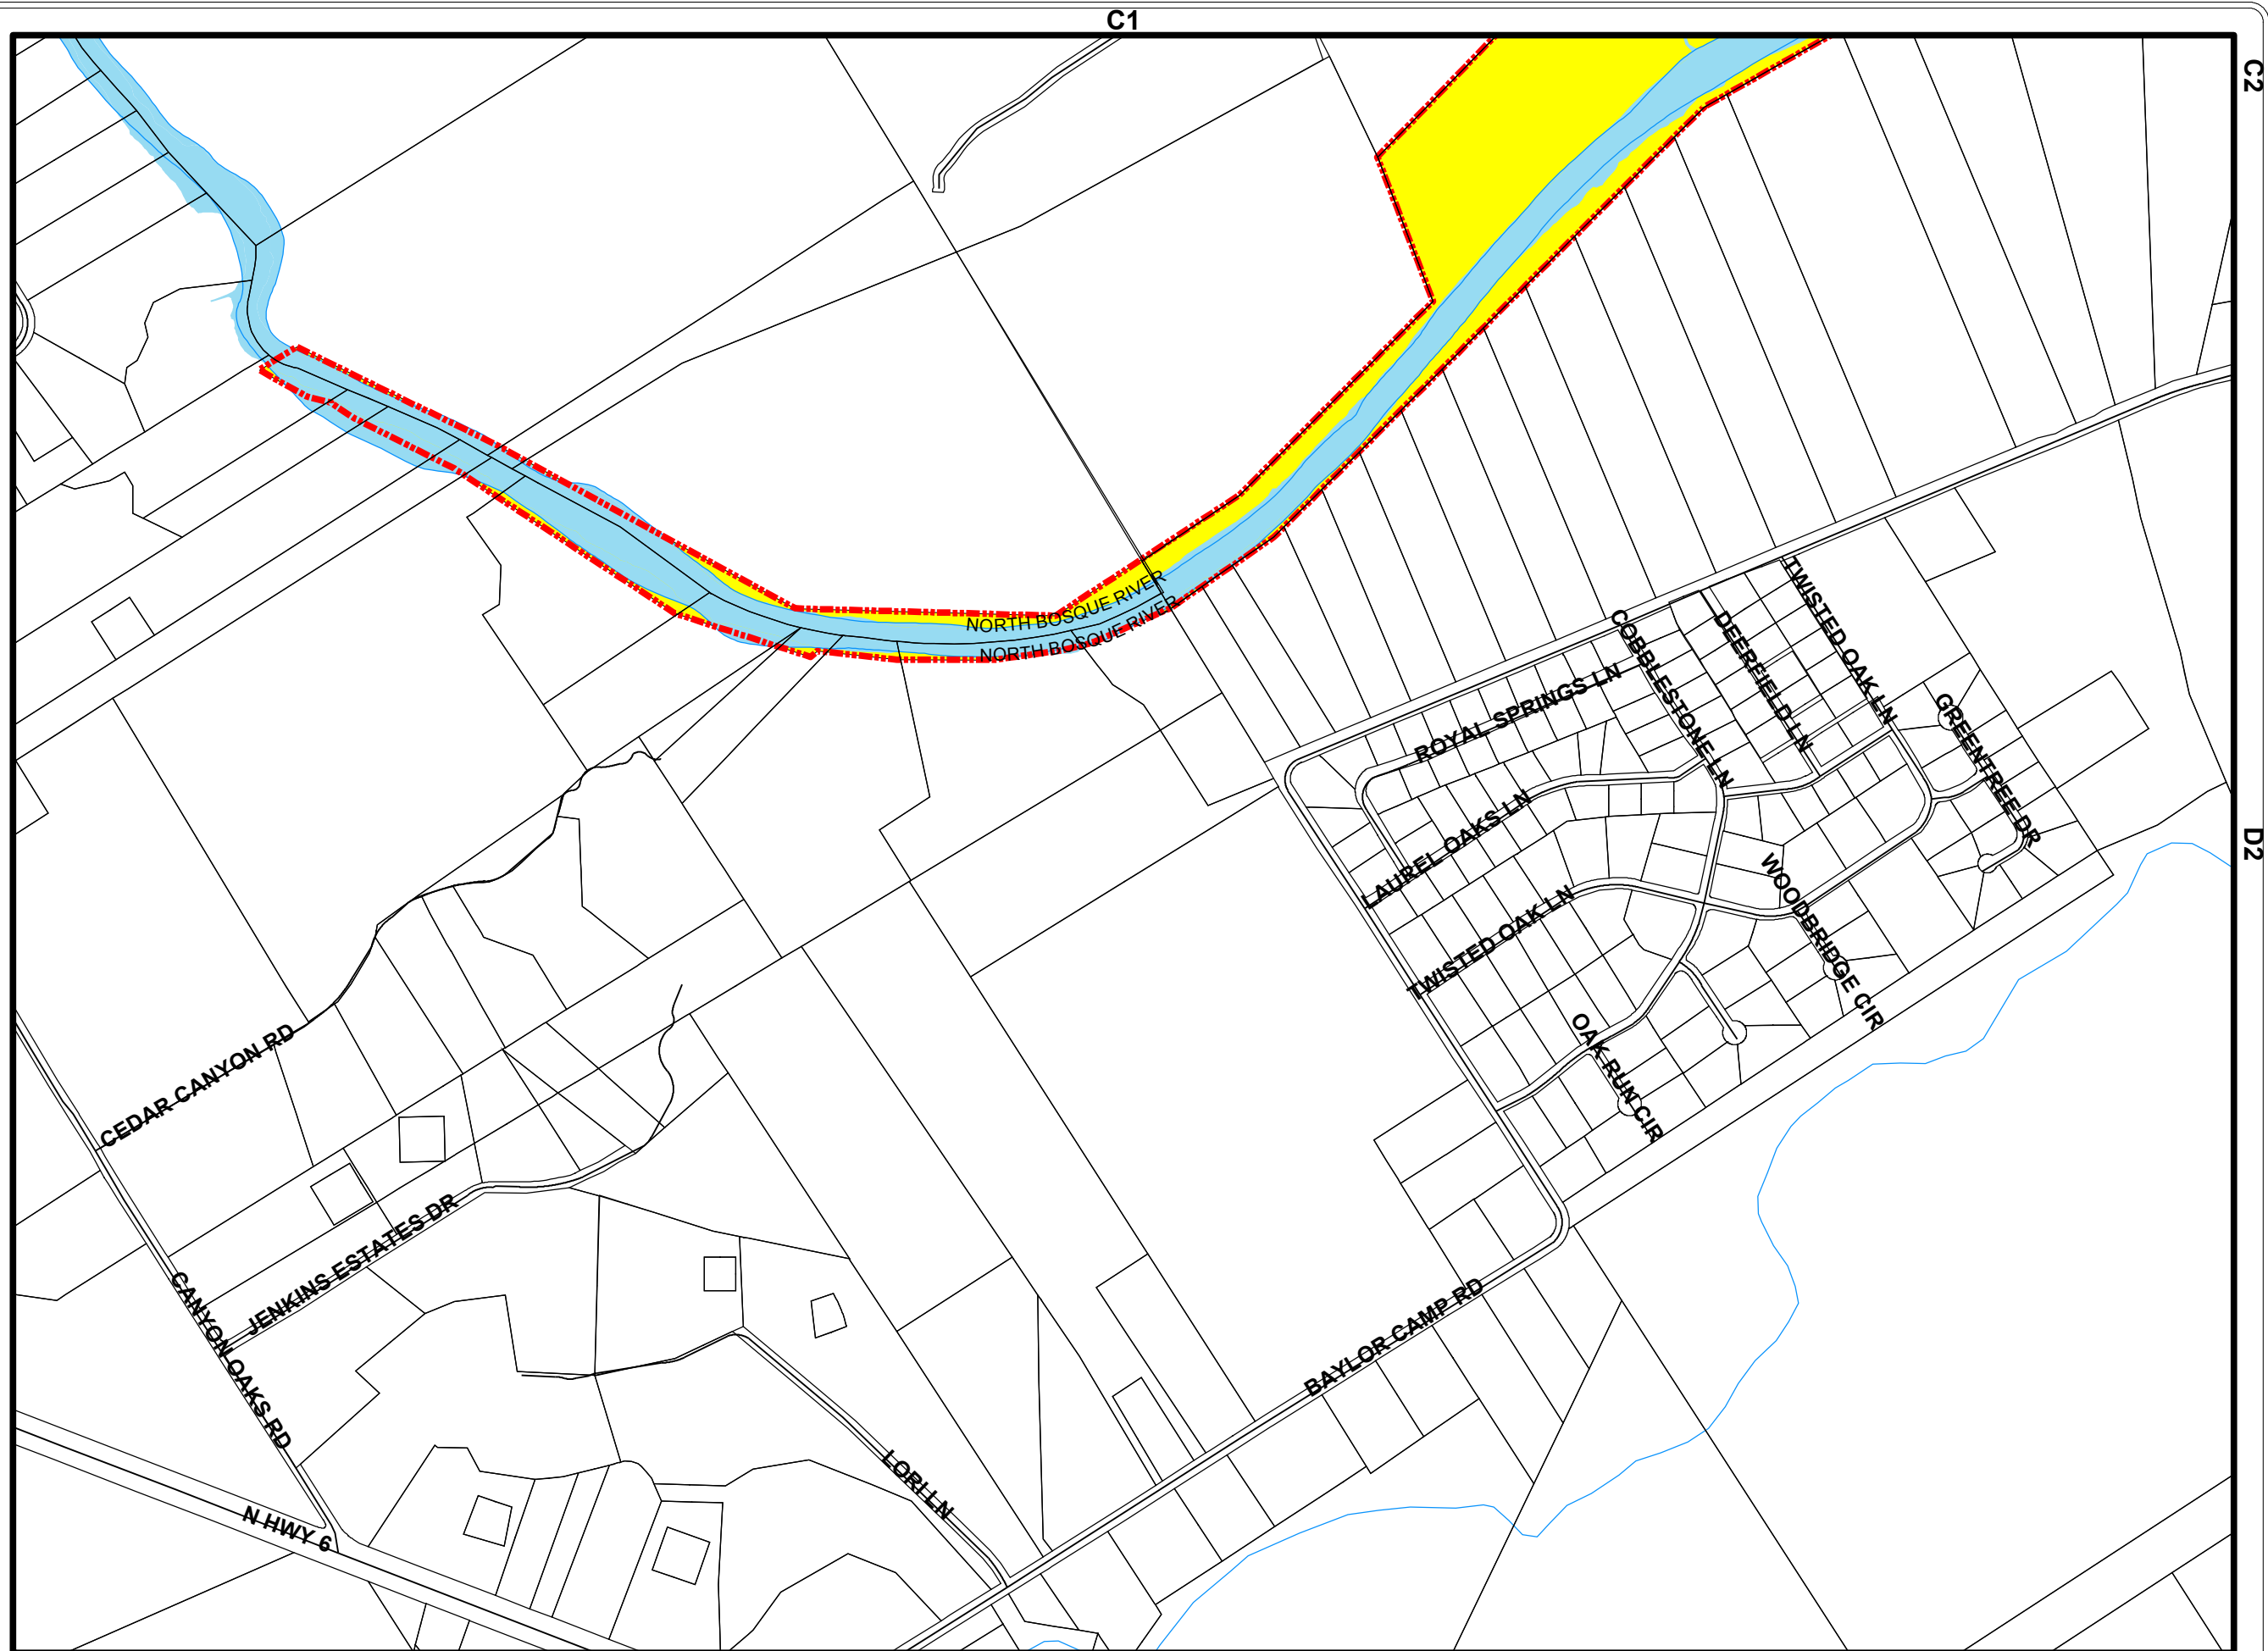 C1
C2
NORTH BOSQUE RIVER
NORTH BOSQUE RIVER
TWISTED OAK LN
COBBLESTONE LN
DEERFIELD LN
ROYAL SPRINGS LN
GREENTREE DR
LAUREL OAKS LN
D2
WOODBRIDGE CIR
TWISTED OAK LN
OAK RUN CIR
CEDAR CANYON RD
JENKINS ESTATES DR
CANYON OAKS RD
BAYLOR CAMP RD
LORI LN
N HWY 6